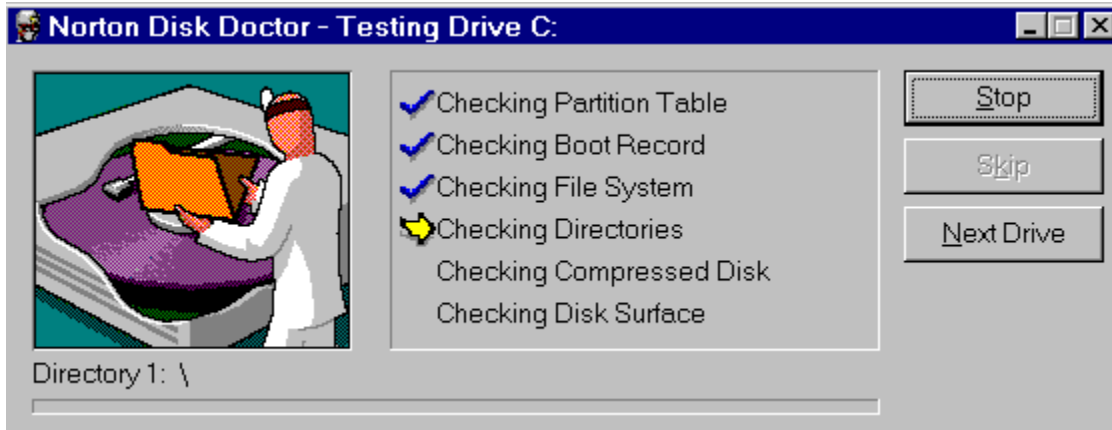 Norton Disk Doctor - Testing Drive C:
Checking Partition Table
Checking Boot Record
Checking File System
Checking Directories
Checking Compressed Disk
Checking Disk Surface
Stop
Skip
Next Drive
Directory 1: \